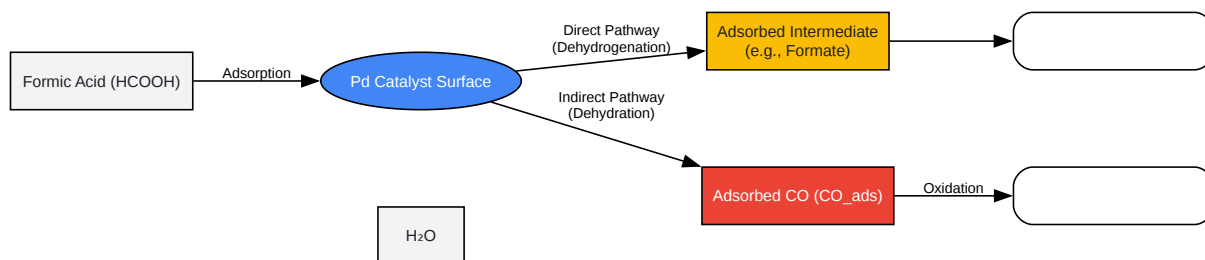 Direct Pathway
(Dehydrogenation)
Adsorbed Intermediate
(e.g., Formate)
Formic Acid (HCOOH)
Adsorption
Pd Catalyst Surface
Indirect Pathway
(Dehydration)
Adsorbed CO (CO_ads)
Oxidation
H₂O